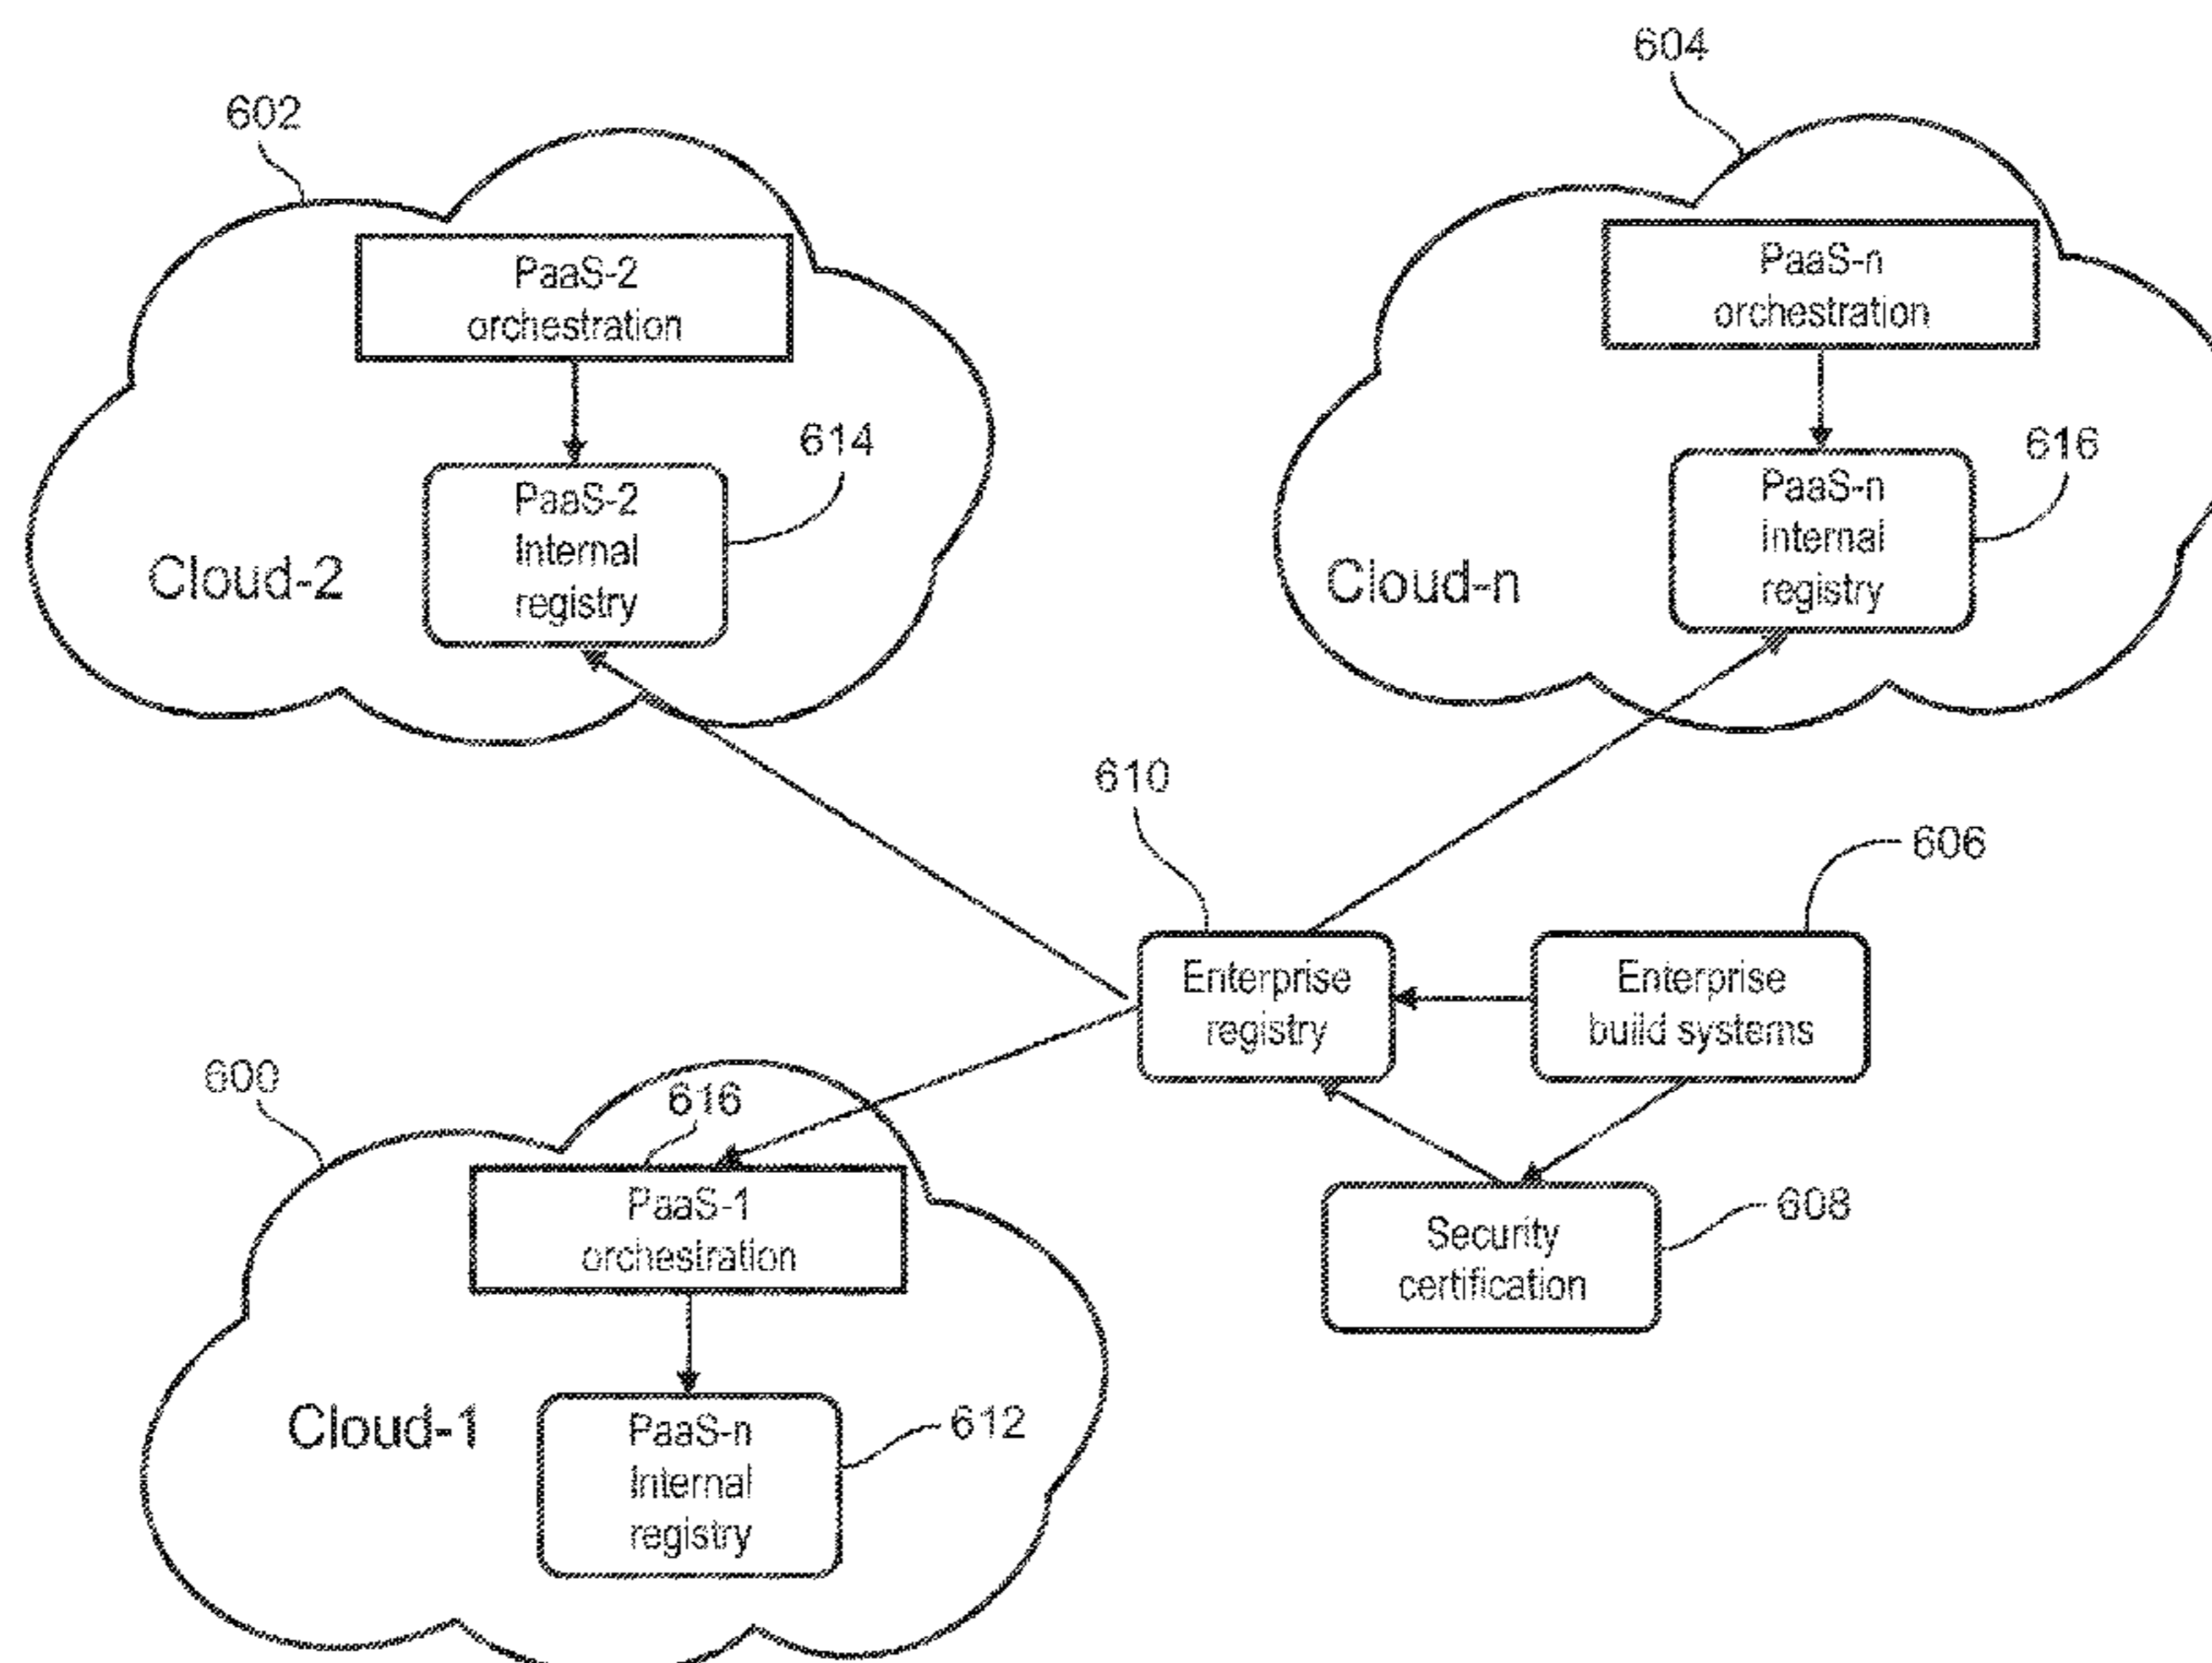 604
602
PaaS-2
orchestration
PaaS-n
orchestration
614
616
PaaS-2
Internal
registry
PaaS-n
internal
registry
Cloud-2
Cloud-n
610
606
Enterprise
registry
Enterprise
build systems
600
616
PaaS-1
orchestration
608
Security
certification
Cloud-1
612
PaaS-n
Internal
registry